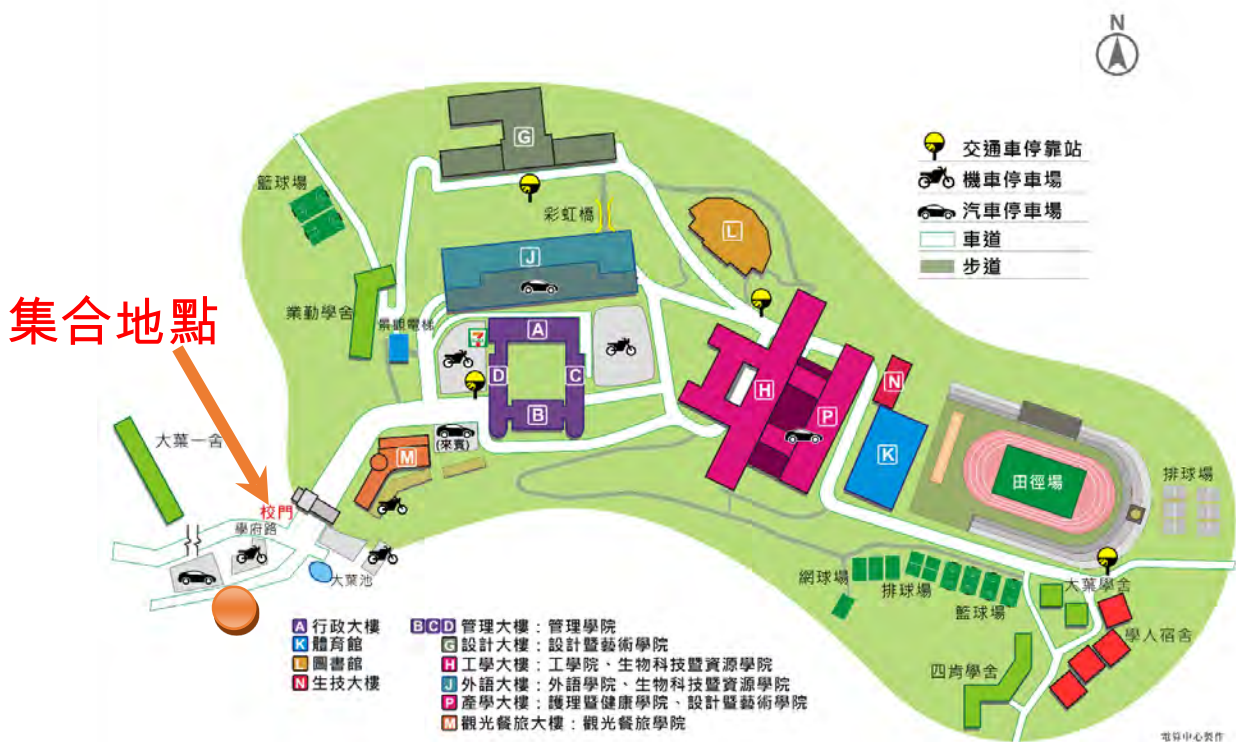 N
交通車停靠站
機車停車場
汽車停車場
車道
步道
G
籃球場
彩虹橋
L
J
集合地點
業勤學舍
景觀電梯
7
A
D
C
B
H
N
P
K
(來賓)
M
大葉一舍
田徑場
排球場
校門
學府路
大葉池
網球場
排球場
籃球場
大葉學舍
學人宿舍
四肯學舍
A 行政大樓
K 體育館
L 圖書館
N 生技大樓
B C D 管理大樓：管理學院
G 設計大樓：設計暨藝術學院
H 工學大樓：工學院、生物科技暨資源學院
J 外語大樓：外語學院、生物科技暨資源學院
P 產學大樓：護理暨健康學院、設計暨藝術學院
M 觀光餐旅大樓：觀光餐旅學院
電算中心製作